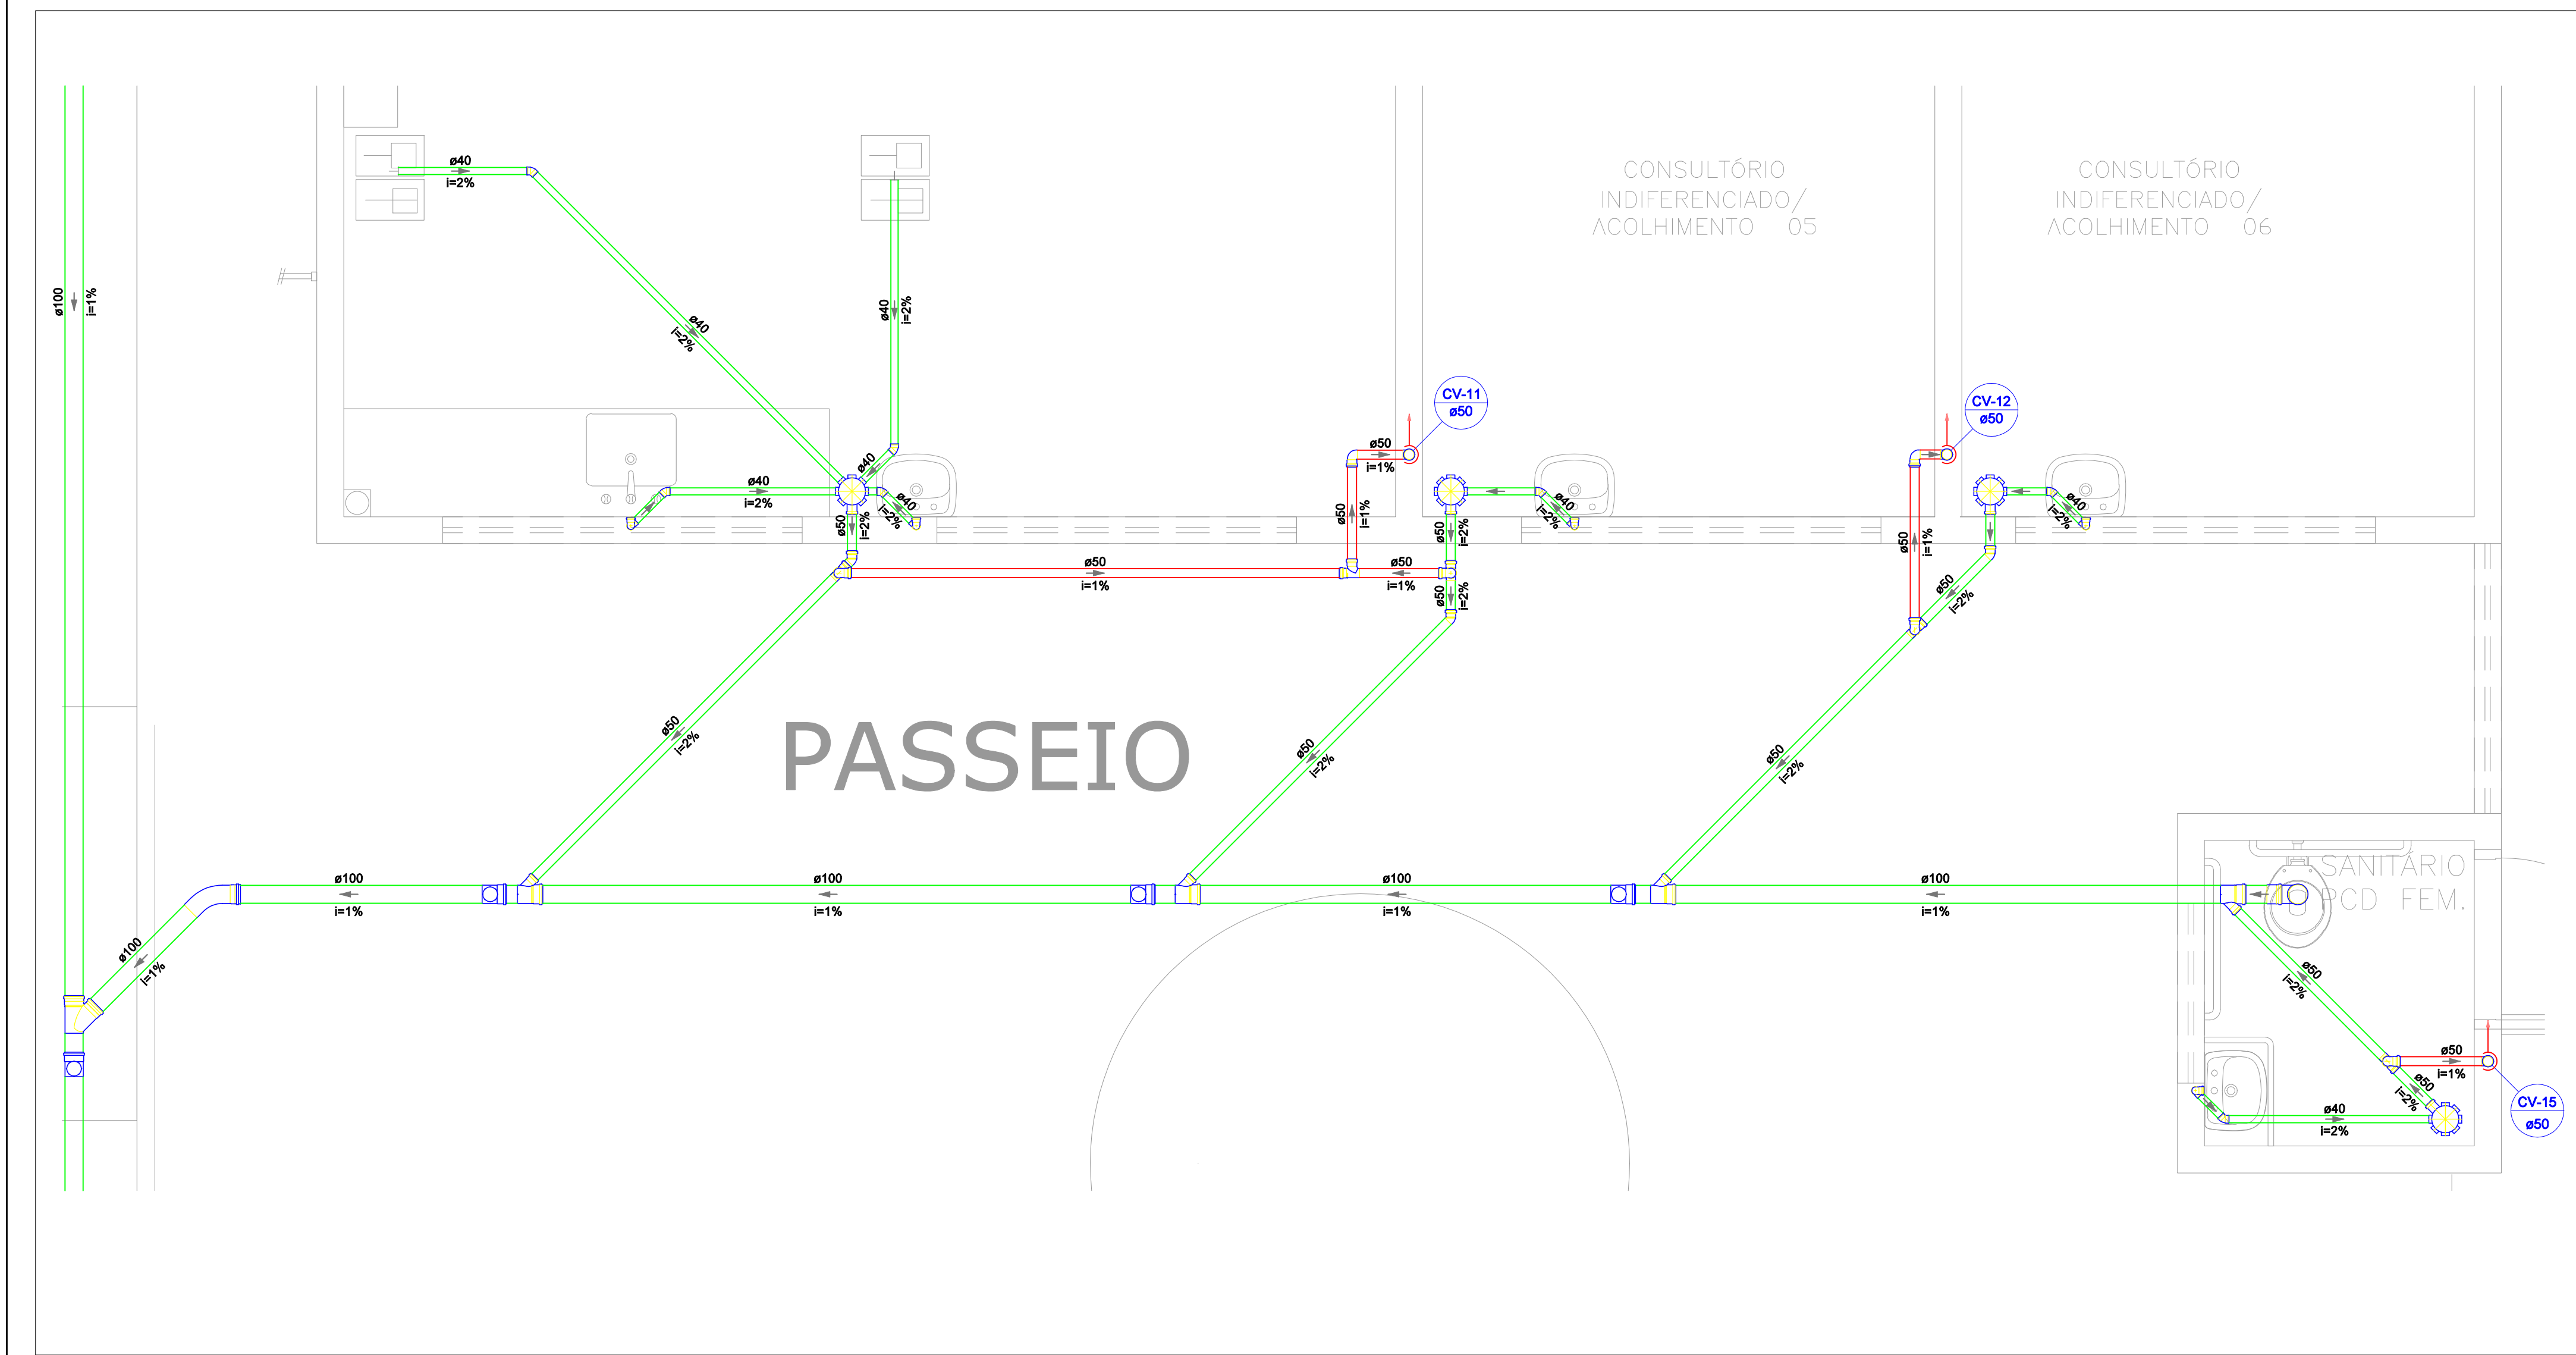 CONSULTÓRIO
INDIFERENCIADO/
ACOLHIMENTO 05
CONSULTÓRIO
INDIFERENCIADO/
ACOLHIMENTO 06
ø40
i=2%
ø100
i=1%
ø40
i=2%
ø40
i=2%
CV-11
ø50
CV-12
ø50
ø50
i=1%
ø40
ø40
i=2%
ø40
i=2%
ø50
i=2%
ø50
i=1%
ø40
i=2%
ø50
i=2%
ø50
i=1%
ø40
i=2%
ø50
i=1%
ø50
i=1%
ø50
i=2%
ø50
i=2%
ø50
i=2%
PASSEIO
ø50
i=2%
ø50
i=2%
ø100
i=1%
ø100
i=1%
ø100
i=1%
ø100
i=1%
SANITÁRIO
PCD FEM.
ø100
i=1%
ø50
i=2%
ø50
i=1%
ø50
i=2%
ø40
i=2%
CV-15
ø50